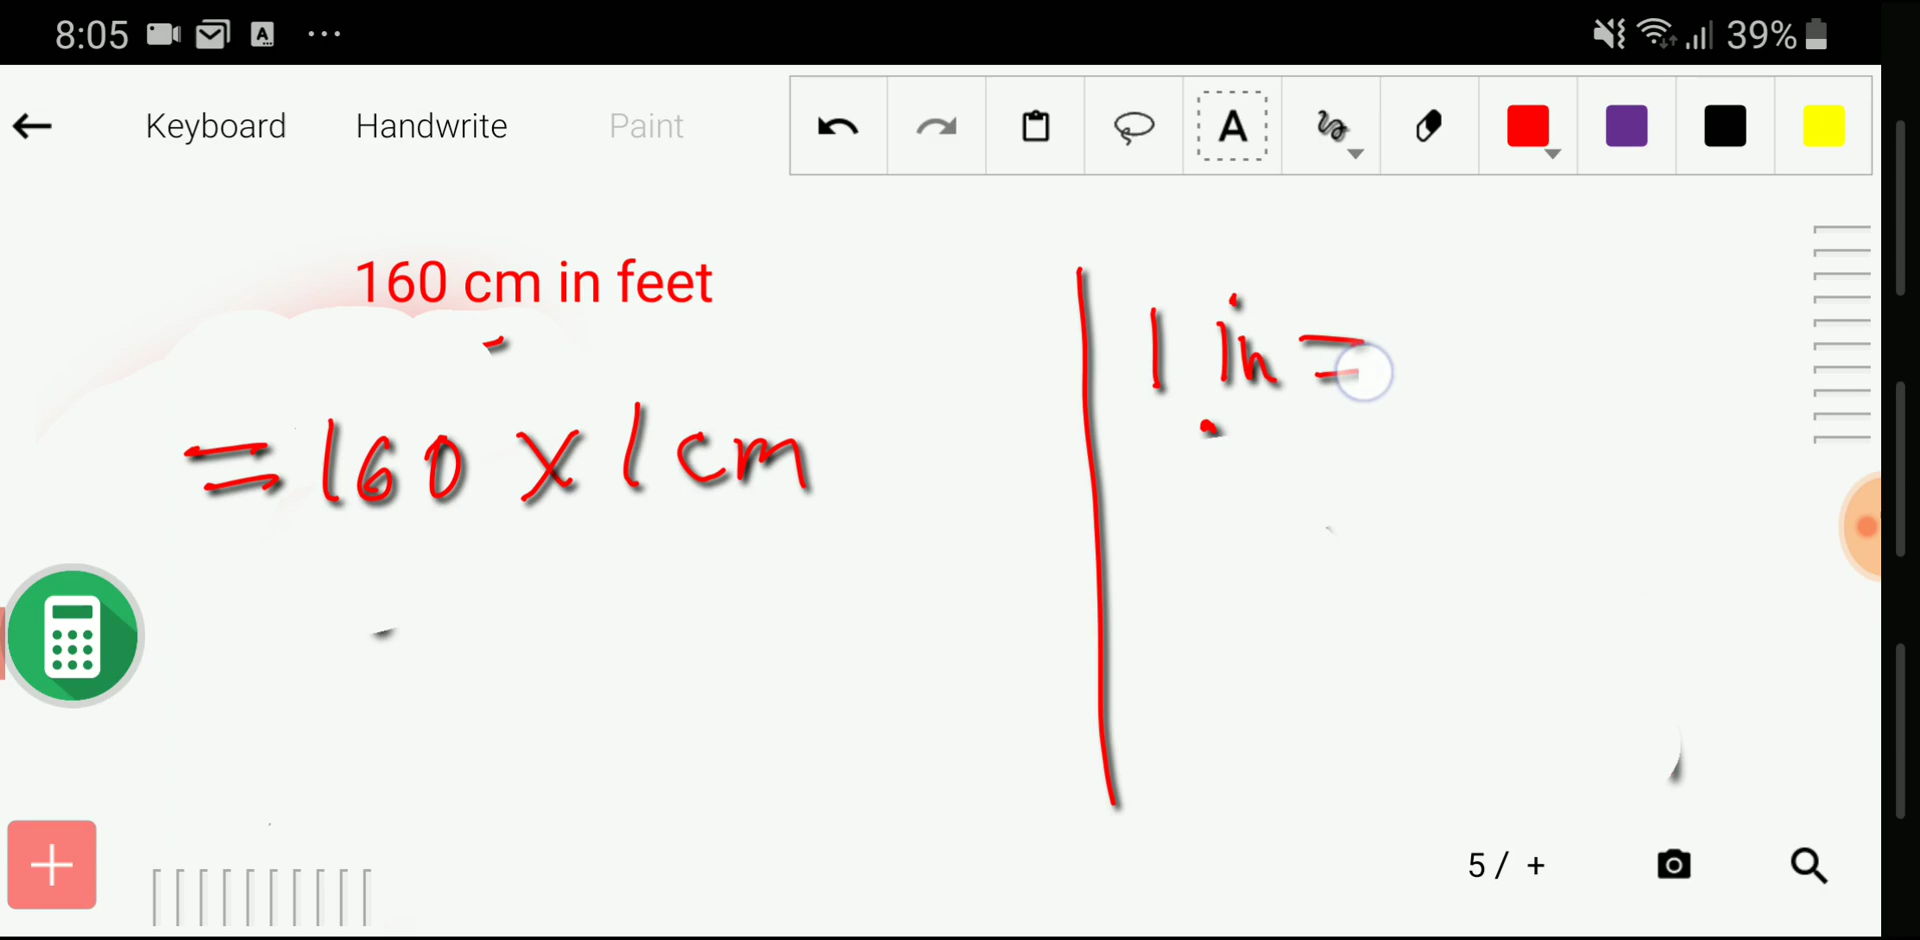 8:05 A ... 39%
Keyboard Handwrite Paint A
160 cm in feet
= 160 x 1 cm
1 in =
5 / +